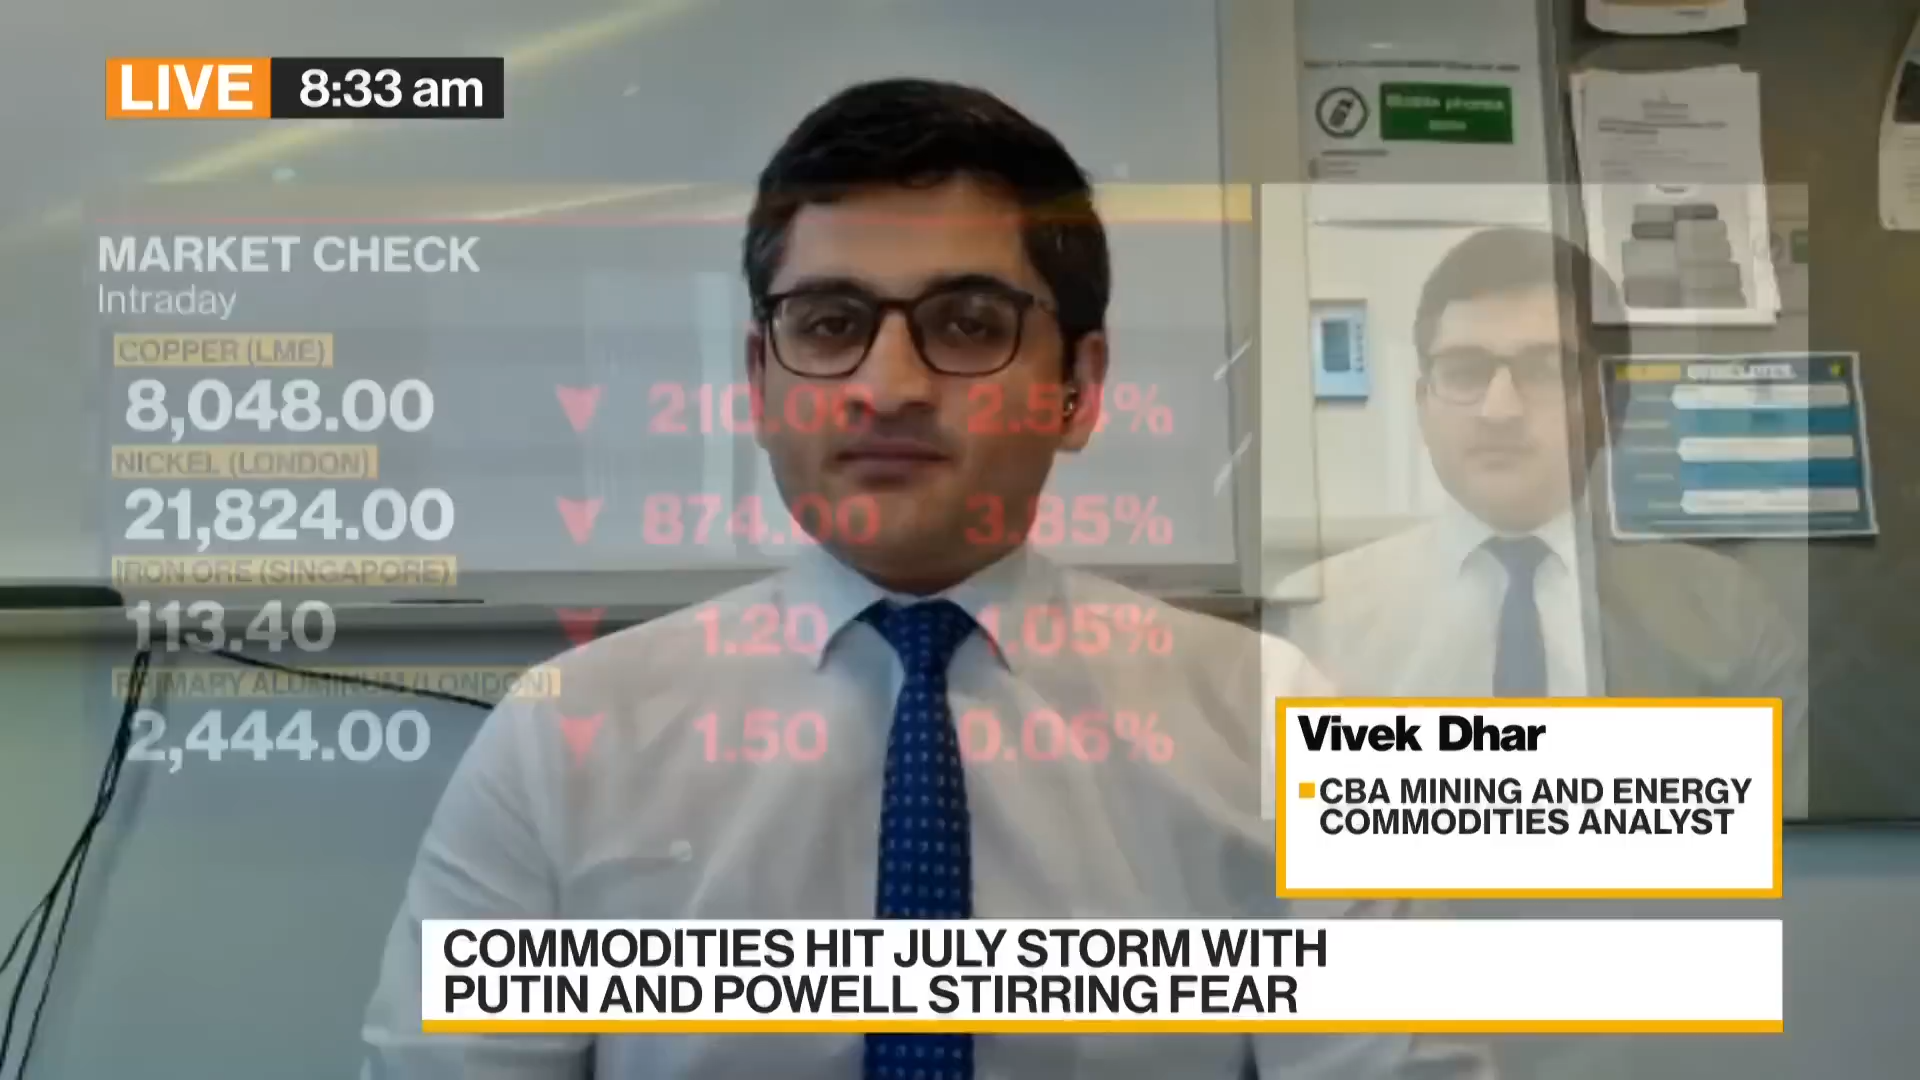 LIVE 8:33 am
MARKET CHECK
Intraday
COPPER (LME)
8,048.00 ▼ 210.00 2.54%
NICKEL (LONDON)
21,824.00 ▼ 874.00 3.85%
IRON ORE (SINGAPORE)
113.40 ▼ 1.20 1.05%
PRIMARY ALUMINUM (LONDON)
2,444.00 ▼ 1.50 0.06%
Mobile phones
Vivek Dhar
CBA MINING AND ENERGY
COMMODITIES ANALYST
COMMODITIES HIT JULY STORM WITH
PUTIN AND POWELL STIRRING FEAR